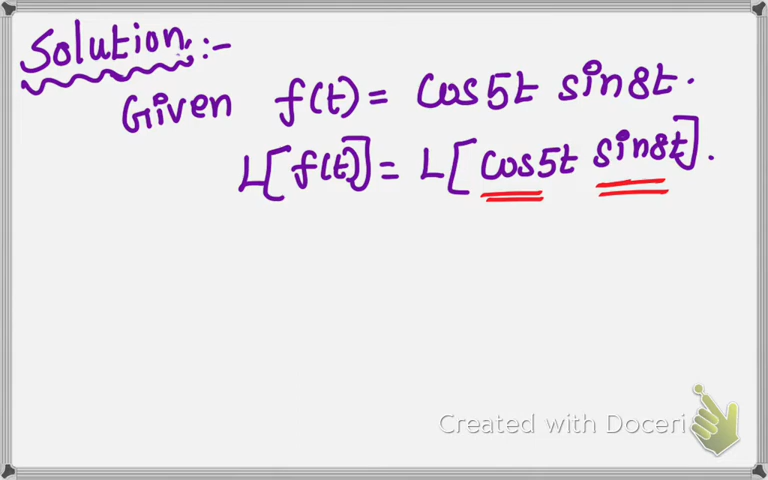 Solution :-
Given f(t) = cos5t sin8t.
L[f(t)] = L[cos5t sin8t].
Created with Doceri